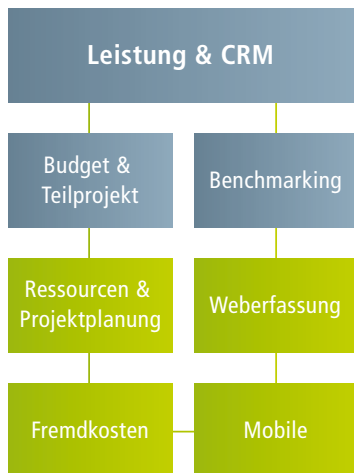 Leistung & CRM
Budget &
Teilprojekt
Benchmarking
Ressourcen &
Projektplanung
Weberfassung
Fremdkosten
Mobile